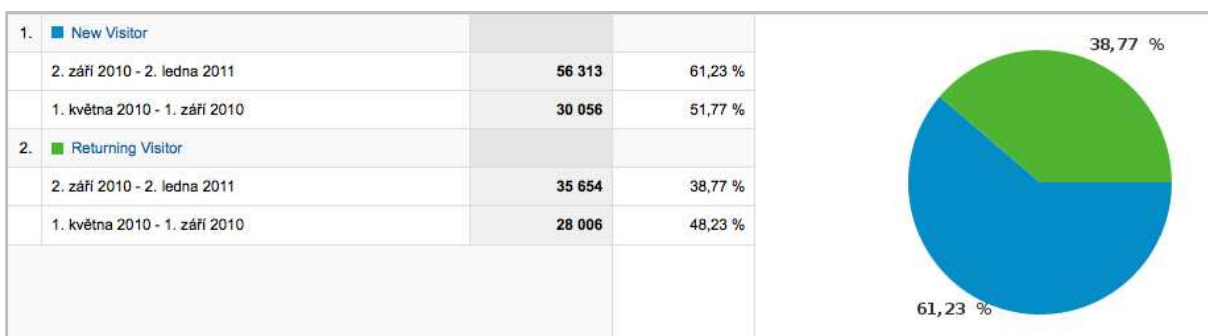 1. New Visitor
2. září 2010 - 2. ledna 2011 56 313 61,23 %
1. května 2010 - 1. září 2010 30 056 51,77 %
2. Returning Visitor
2. září 2010 - 2. ledna 2011 35 654 38,77 %
1. května 2010 - 1. září 2010 28 006 48,23 %
38,77 %
61,23 %